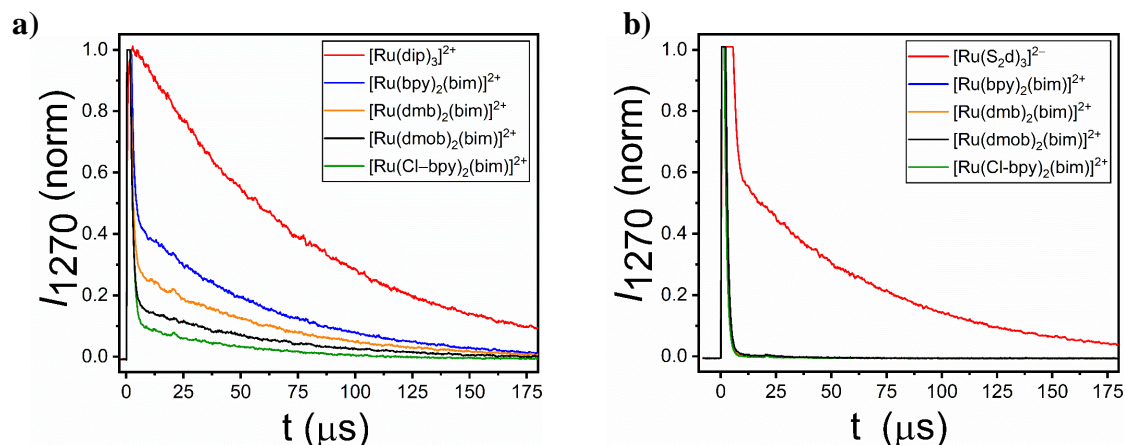 a)
I1270 (norm)
1.0
0.8
0.6
0.4
0.2
0.0
[Ru(dip)₃]²⁺
[Ru(bpy)₂(bim)]²⁺
[Ru(dmb)₂(bim)]²⁺
[Ru(dmob)₂(bim)]²⁺
[Ru(Cl−bpy)₂(bim)]²⁺
0 25 50 75 100 125 150 175
t (μs)
b)
I1270 (norm)
1.0
0.8
0.6
0.4
0.2
0.0
[Ru(S₂d)₃]²⁻
[Ru(bpy)₂(bim)]²⁺
[Ru(dmb)₂(bim)]²⁺
[Ru(dmob)₂(bim)]²⁺
[Ru(Cl-bpy)₂(bim)]²⁺
0 25 50 75 100 125 150 175
t (μs)